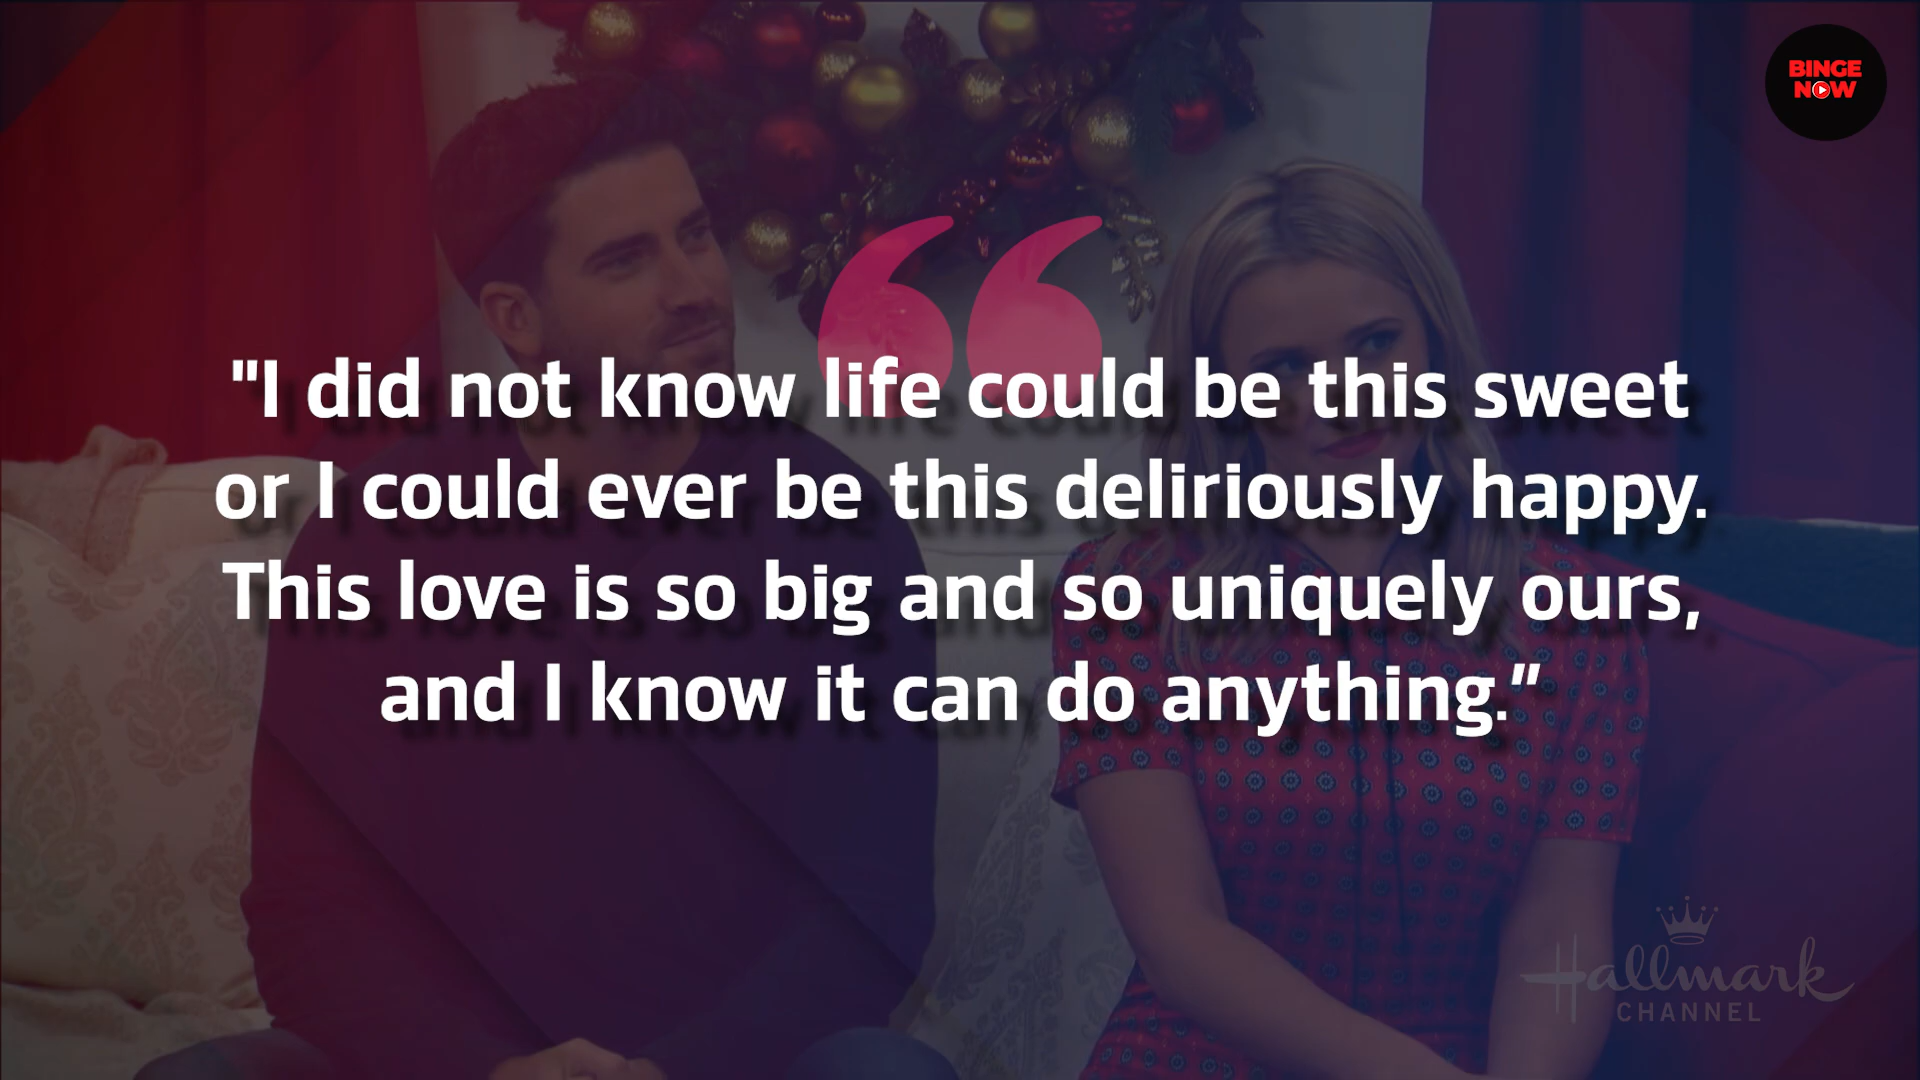 BINGE
NOW
"I did not know life could be this sweet
or I could ever be this deliriously happy.
This love is so big and so uniquely ours,
and I know it can do anything.”
Hallmark
CHANNEL